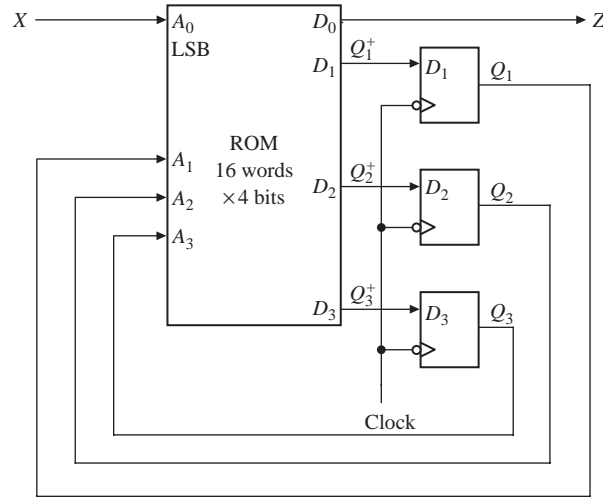 X
A₀
LSB
D₀
Z
D₁
Q₁⁺
D₁
Q₁
ROM
16 words
×4 bits
A₁
A₂
A₃
D₂
Q₂⁺
D₂
Q₂
D₃
Q₃⁺
D₃
Q₃
Clock